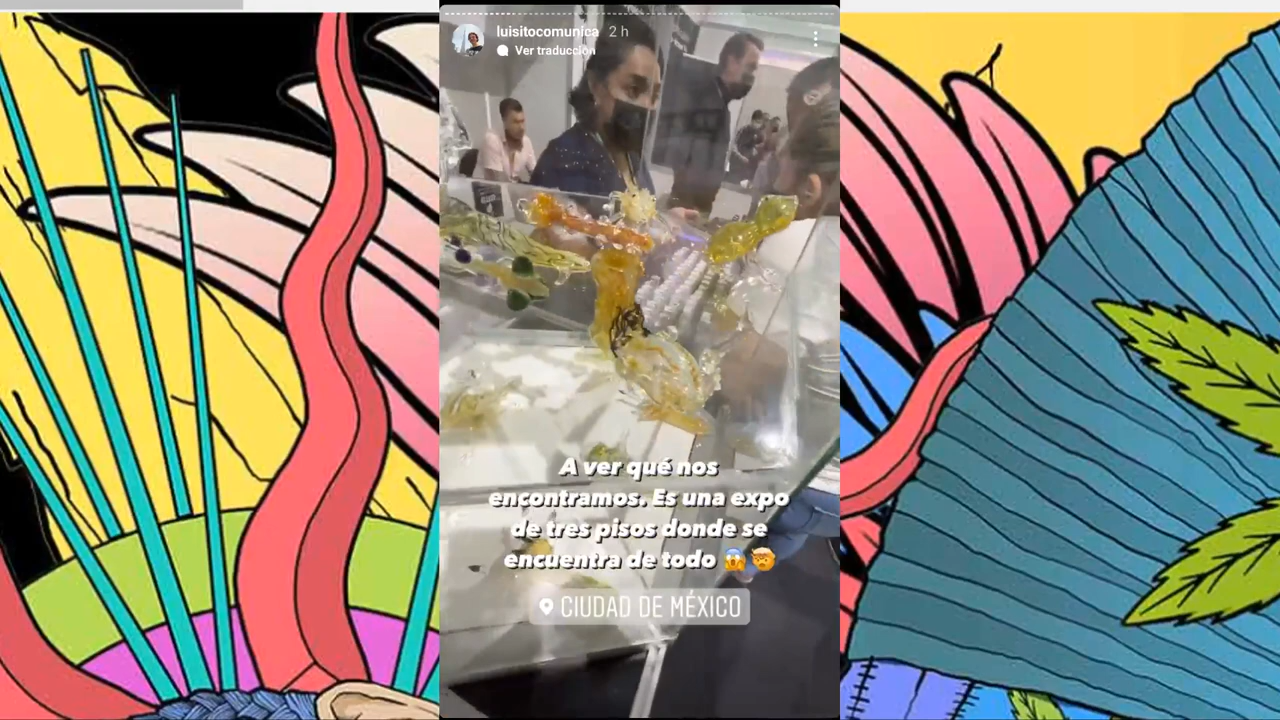 luisitocomunica 2 h
Ver traducción
A ver qué nos
encontramos. Es una expo
de tres pisos donde se
encuentra de todo 😱🤯
CIUDAD DE MÉXICO